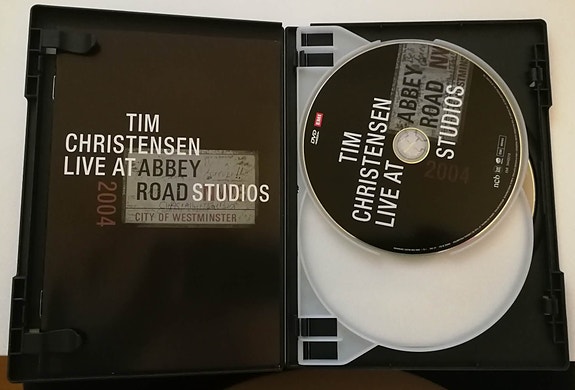 TIM
CHRISTENSEN
LIVE AT ABBEY
ROAD STUDIOS
2004
CITY OF WESTMINSTER
TIM
CHRISTENSEN
LIVE AT ABBEY
ROAD
STUDIOS
2004
EMI
DVD
ncb